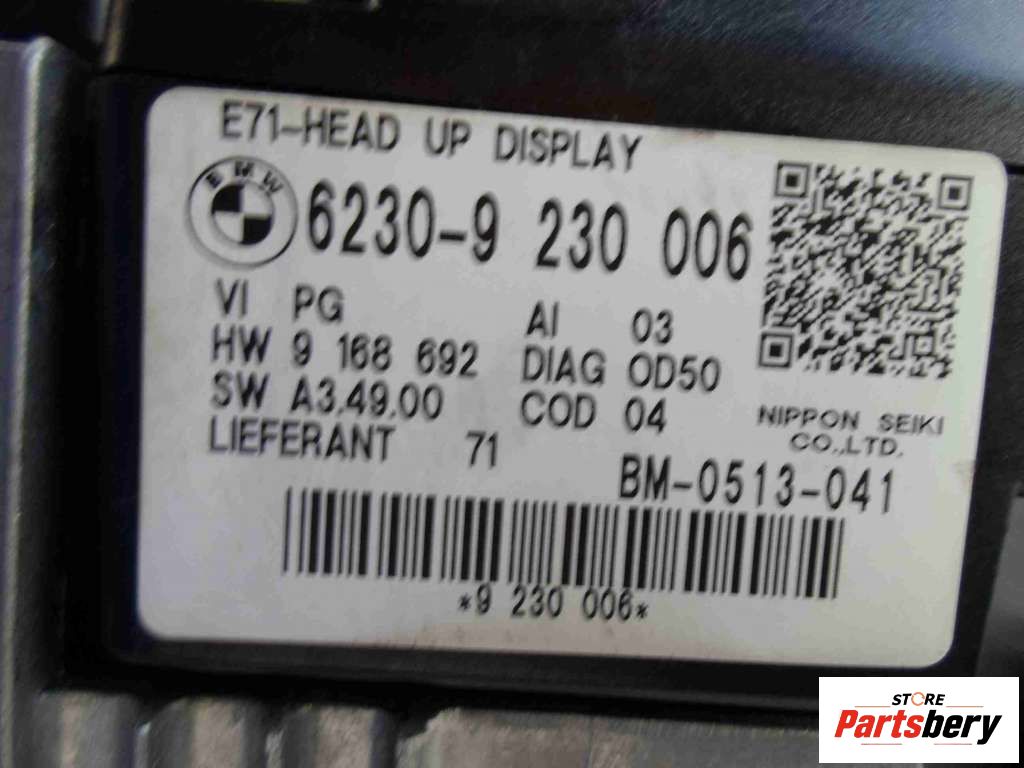 E71-HEAD UP DISPLAY
BMW 6230-9 230 006
VI PG AI 03
HW 9 168 692 DIAG OD50
SW A3.49.00 COD 04
LIEFERANT 71
NIPPON SEIKI
CO.,LTD.
BM-0513-041
*9 230 006*
STORE
Partsbery